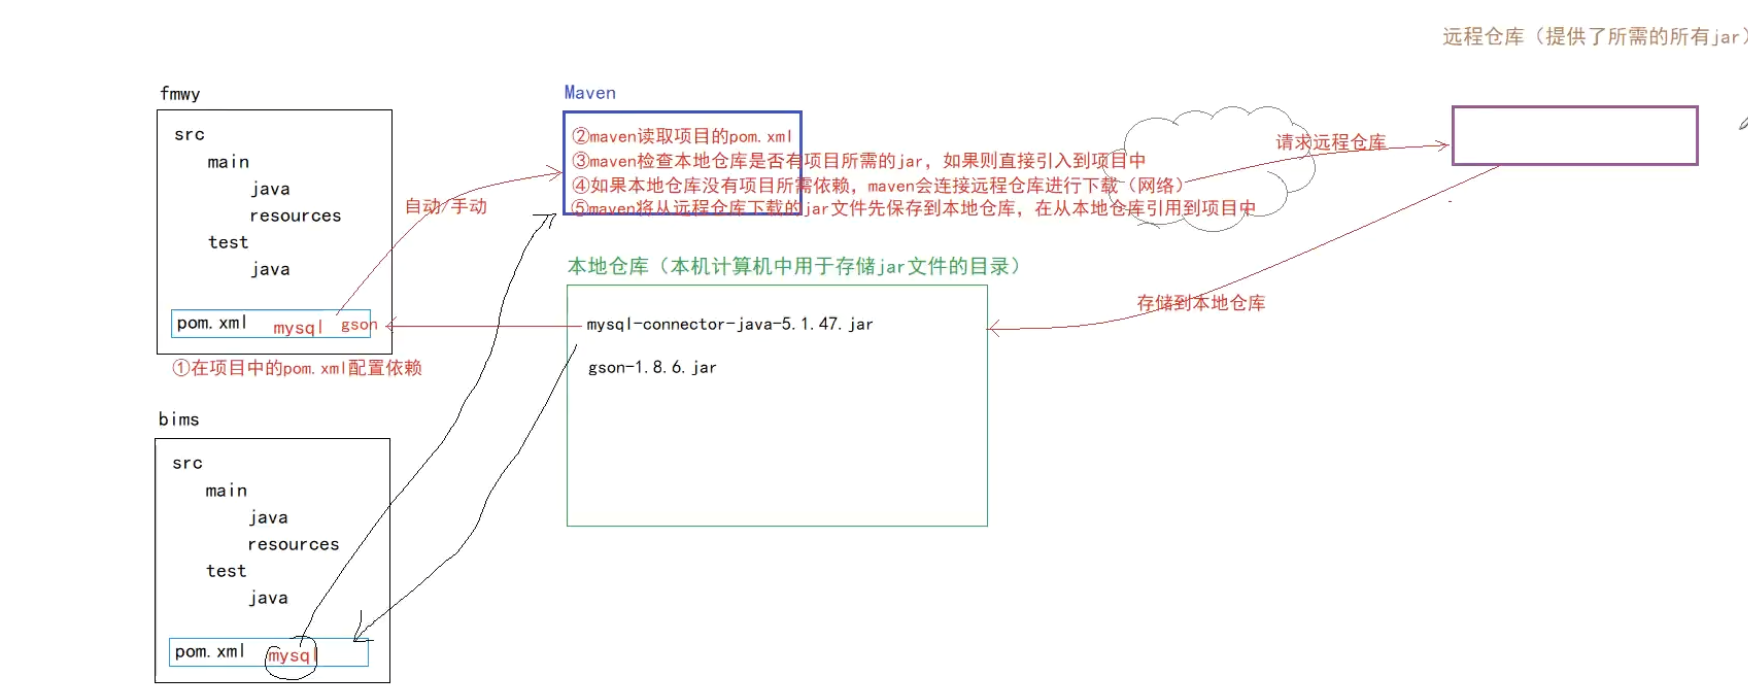 远程仓库（提供了所需的所有jar）
fmwy
src
main
java
resources
test
java
pom.xml mysql gson
①在项目中的pom.xml配置依赖
自动/手动
Maven
②maven读取项目的pom.xml
③maven检查本地仓库是否有项目所需的jar，如果则直接引入到项目中
④如果本地仓库没有项目所需依赖，maven会连接远程仓库进行下载（网络）
⑤maven将从远程仓库下载的jar文件先保存到本地仓库，在从本地仓库引用到项目中
请求远程仓库
本地仓库（本机计算机中用于存储jar文件的目录）
mysql-connector-java-5.1.47.jar
gson-1.8.6.jar
存储到本地仓库
bims
src
main
java
resources
test
java
pom.xml mysql